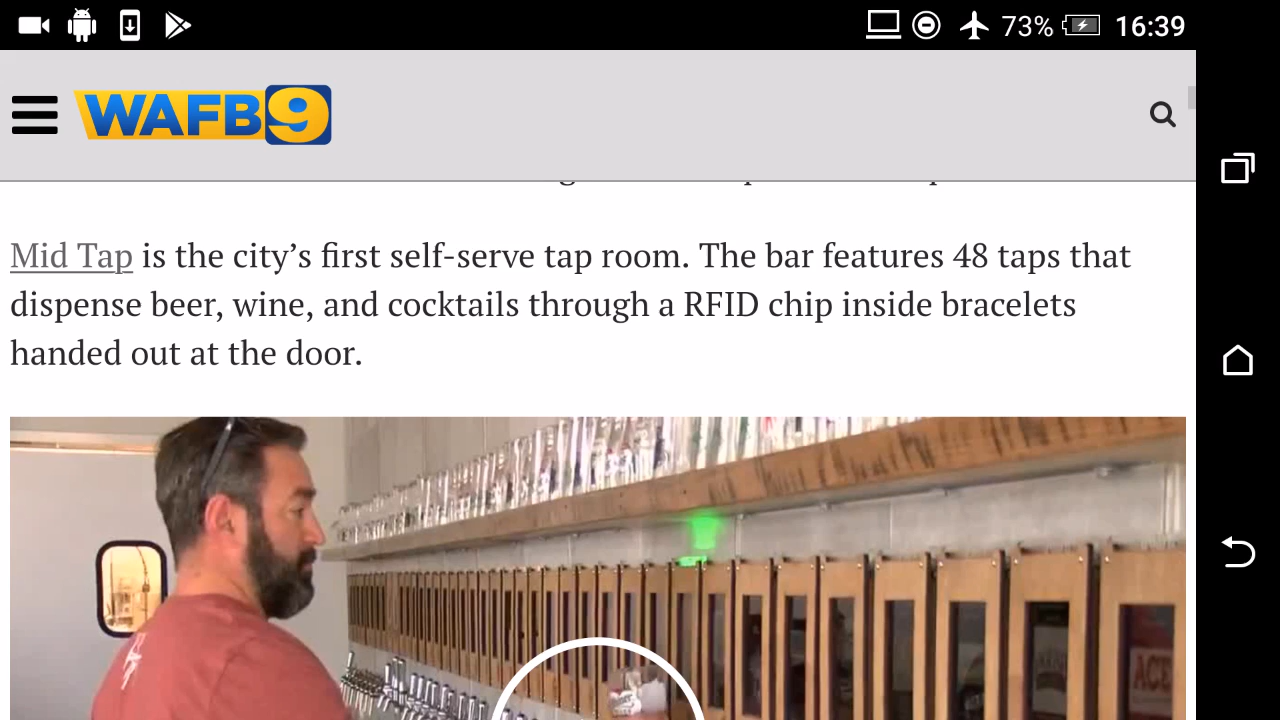 73% 16:39
WAFB9
Mid Tap is the city’s first self-serve tap room. The bar features 48 taps that
dispense beer, wine, and cocktails through a RFID chip inside bracelets
handed out at the door.
ACE